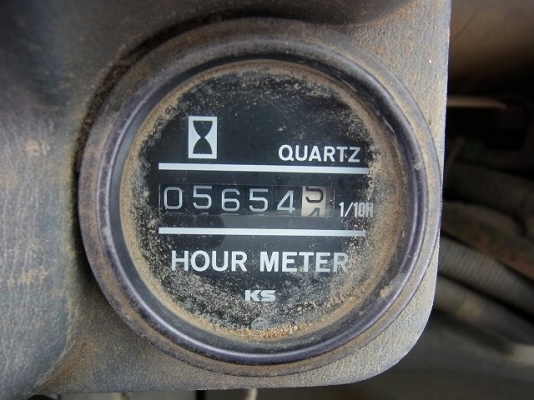 QUARTZ
05654 1/10H
HOUR METER
KS